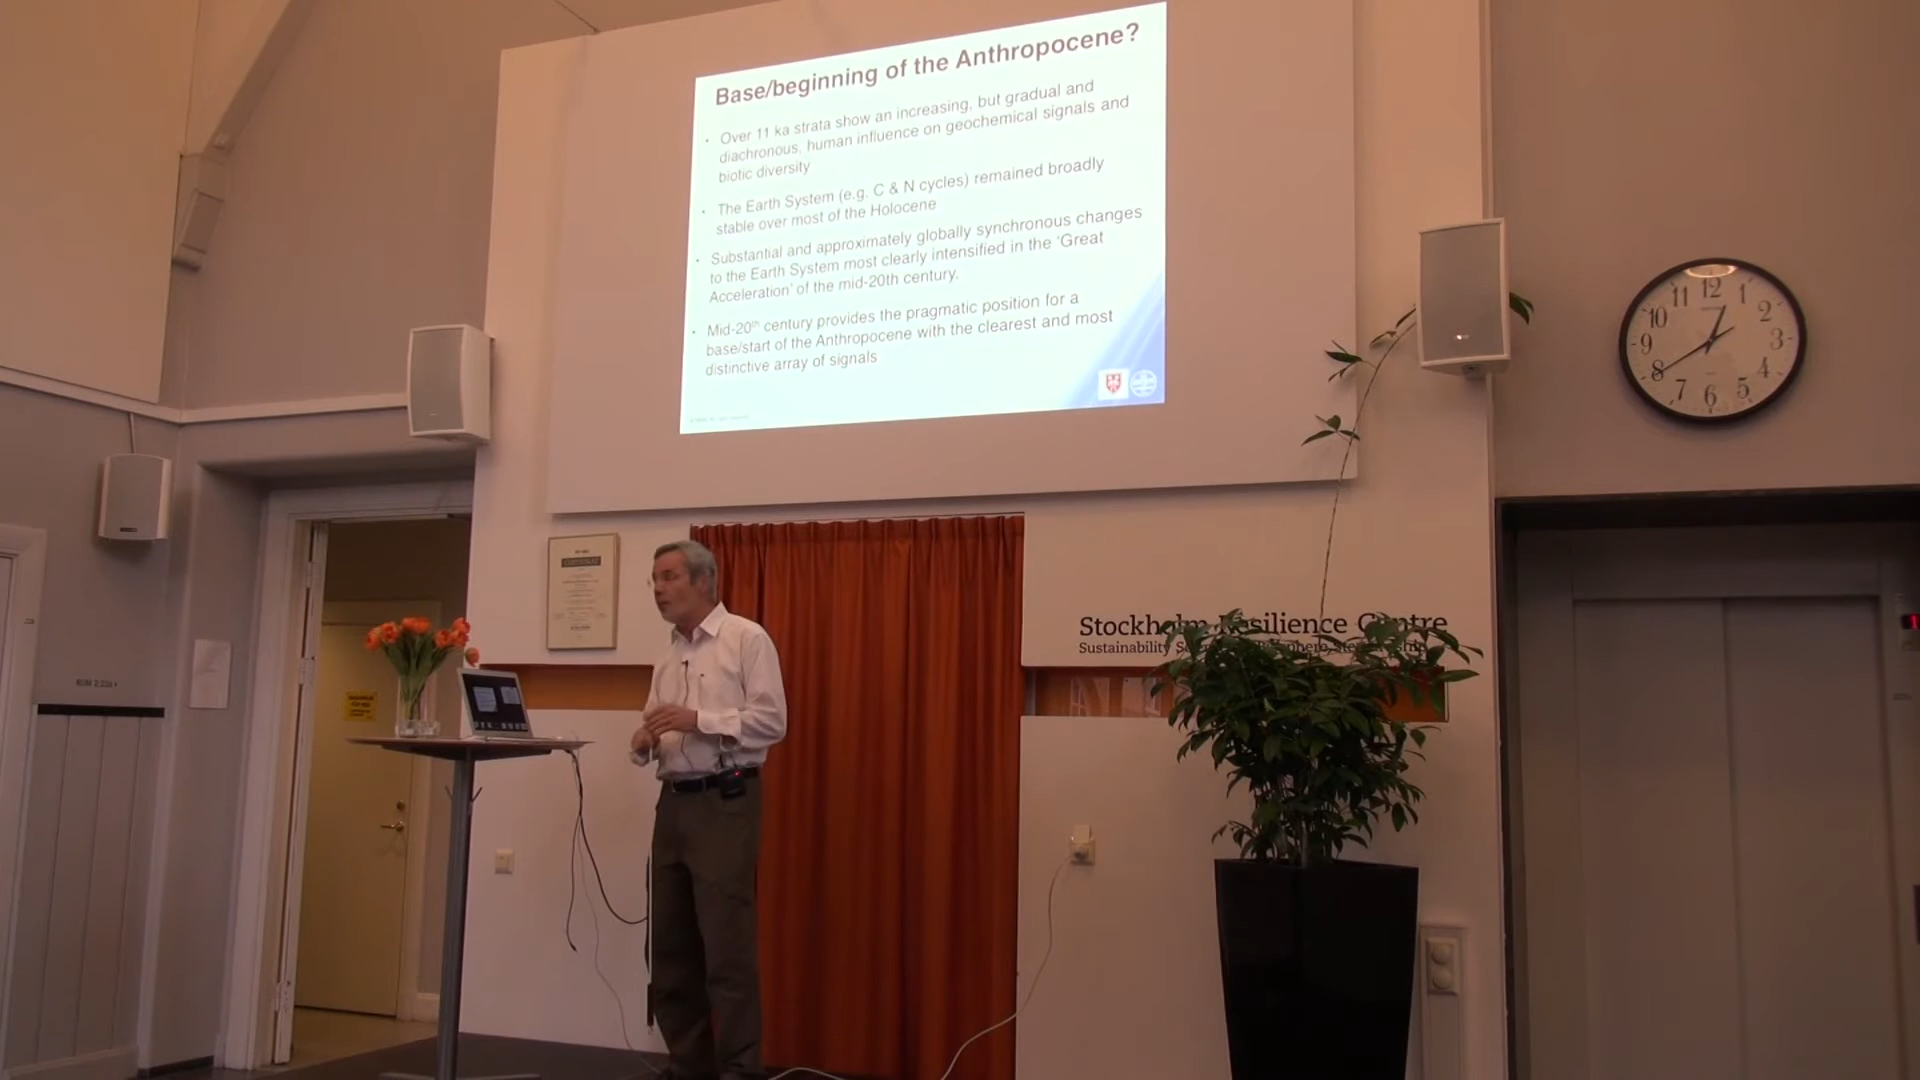 Base/beginning of the Anthropocene?
• Over 11 ka strata show an increasing, but gradual and
diachronous, human influence on geochemical signals and
biotic diversity
• The Earth System (e.g. C & N cycles) remained broadly
stable over most of the Holocene
• Substantial and approximately globally synchronous changes
to the Earth System most clearly intensified in the ‘Great
Acceleration’ of the mid-20th century.
• Mid-20th century provides the pragmatic position for a
base/start of the Anthropocene with the clearest and most
distinctive array of signals
12
1
2
3
4
5
6
7
8
9
10
11
Stockholm Resilience Centre
Sustainability
1